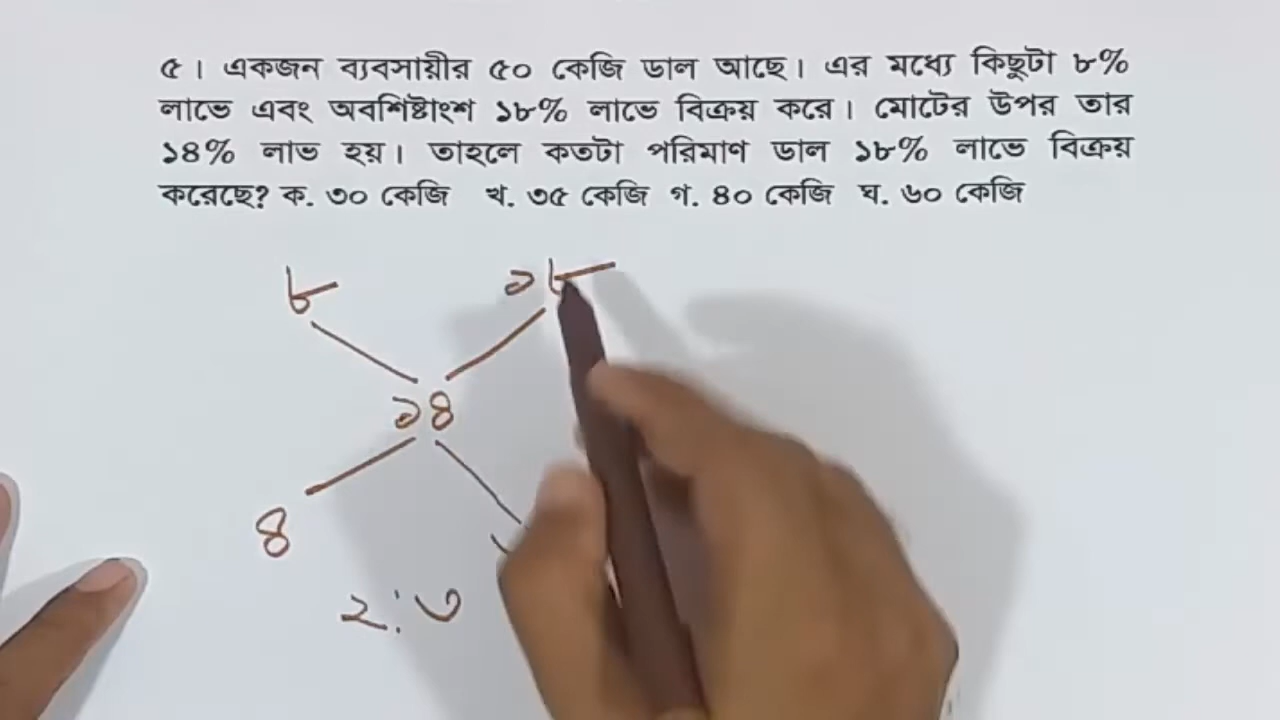 ৫। একজন ব্যবসায়ীর ৫০ কেজি ডাল আছে। এর মধ্যে কিছুটা ৮%
লাভে এবং অবশিষ্টাংশ ১৮% লাভে বিক্রয় করে। মোটের উপর তার
১৪% লাভ হয়। তাহলে কতটা পরিমাণ ডাল ১৮% লাভে বিক্রয়
করেছে? ক. ৩০ কেজি খ. ৩৫ কেজি গ. ৪০ কেজি ঘ. ৬০ কেজি
৮ ১৮
১৪
৪
২:৩